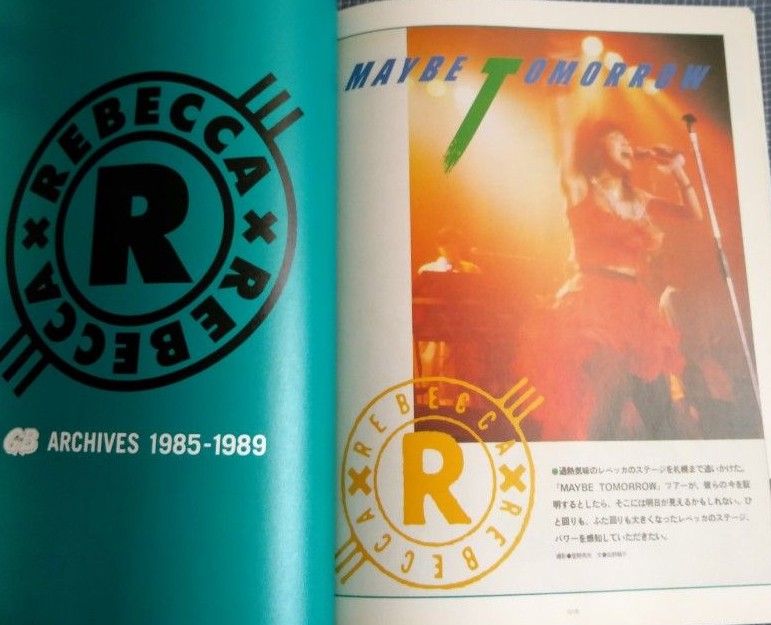 REBECCA × REBECCA ×
R
GB ARCHIVES 1985-1989
MAYBE TOMORROW
REBECCA × REBECCA ×
R
●過熱気味のレベッカのステージを札幌まで追いかけた。
「MAYBE TOMORROW」ツアーが、彼らの今を証
明するとしたら、そこには明日が見えるかもしれない。ひ
と回りも、ふた回りも大きくなったレベッカのステージ、
パワーを感知していただきたい。